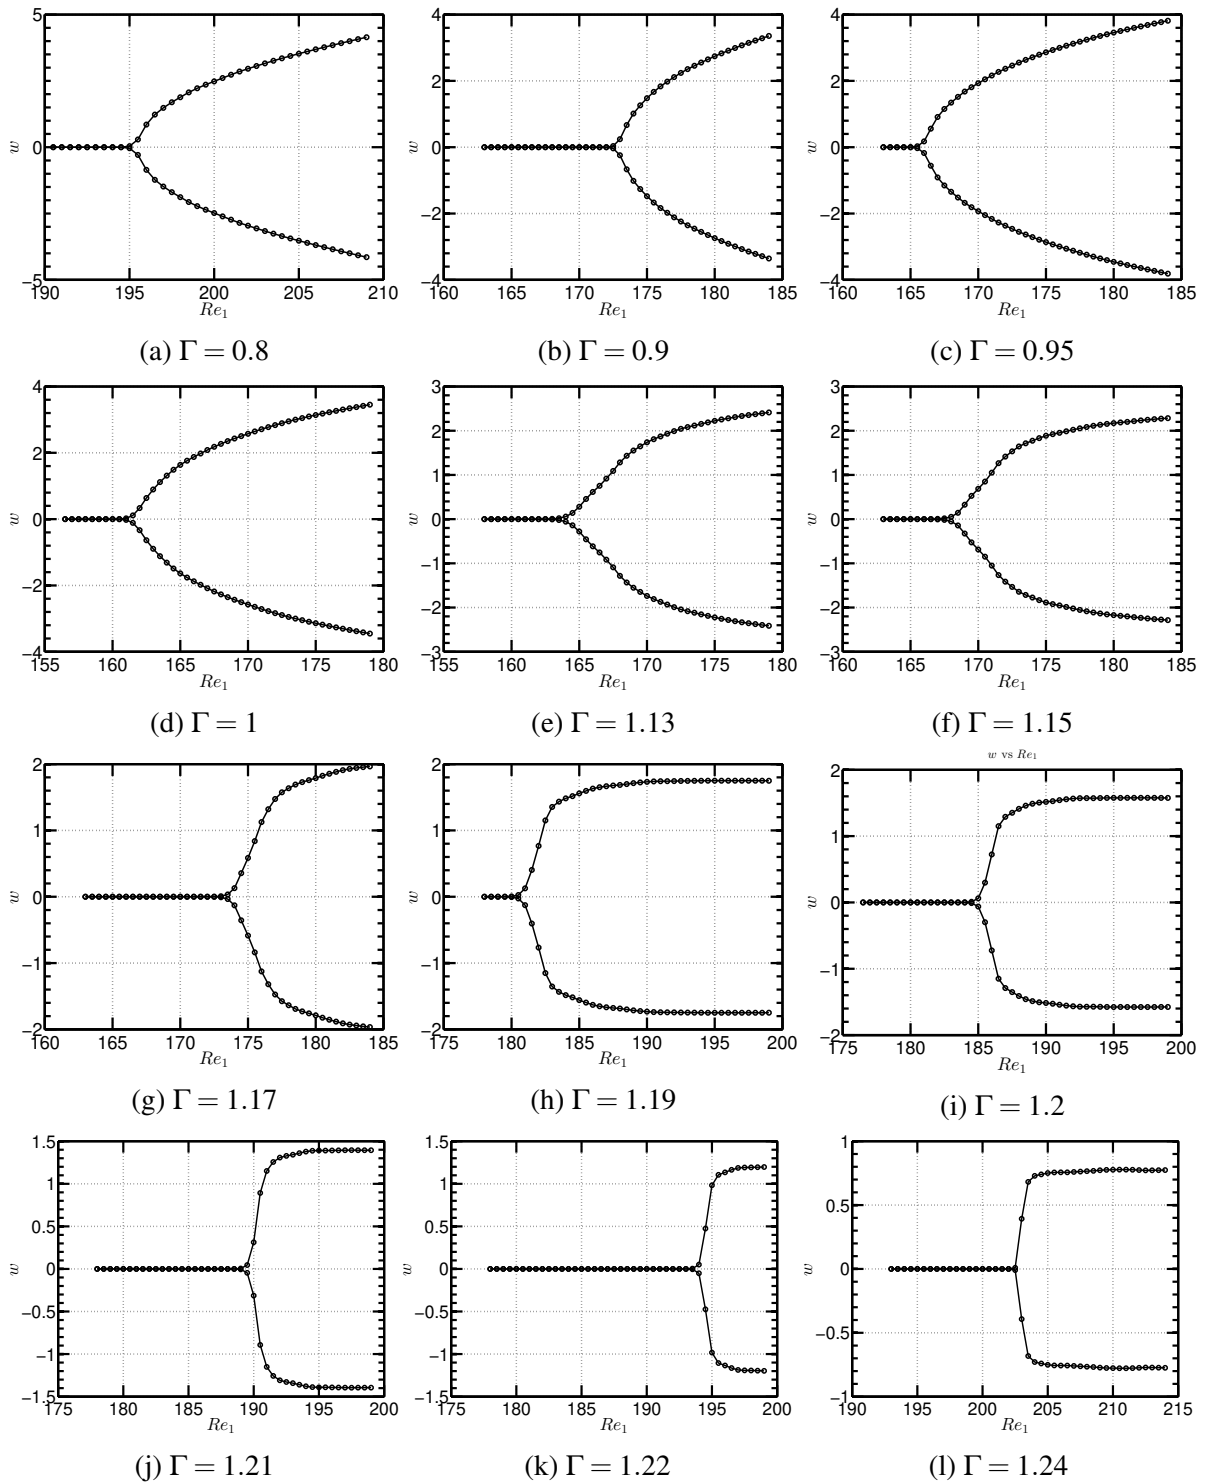 5
0
−5
w
190 195 200 205 210
Re₁
(a) Γ = 0.8
4
2
0
−2
−4
w
160 165 170 175 180 185
Re₁
(b) Γ = 0.9
4
2
0
−2
−4
w
160 165 170 175 180 185
Re₁
(c) Γ = 0.95
4
2
0
−2
−4
w
155 160 165 170 175 180
Re₁
(d) Γ = 1
3
2
1
0
−1
−2
−3
w
155 160 165 170 175 180
Re₁
(e) Γ = 1.13
3
2
1
0
−1
−2
−3
w
160 165 170 175 180 185
Re₁
(f) Γ = 1.15
2
1
0
−1
−2
w
160 165 170 175 180 185
Re₁
(g) Γ = 1.17
2
1
0
−1
−2
w
175 180 185 190 195 200
Re₁
(h) Γ = 1.19
w vs Re₁
2
1
0
−1
−2
w
175 180 185 190 195 200
Re₁
(i) Γ = 1.2
1.5
1
0.5
0
−0.5
−1
−1.5
w
175 180 185 190 195 200
Re₁
(j) Γ = 1.21
1.5
1
0.5
0
−0.5
−1
−1.5
w
175 180 185 190 195 200
Re₁
(k) Γ = 1.22
1
0.5
0
−0.5
−1
w
190 195 200 205 210 215
Re₁
(l) Γ = 1.24